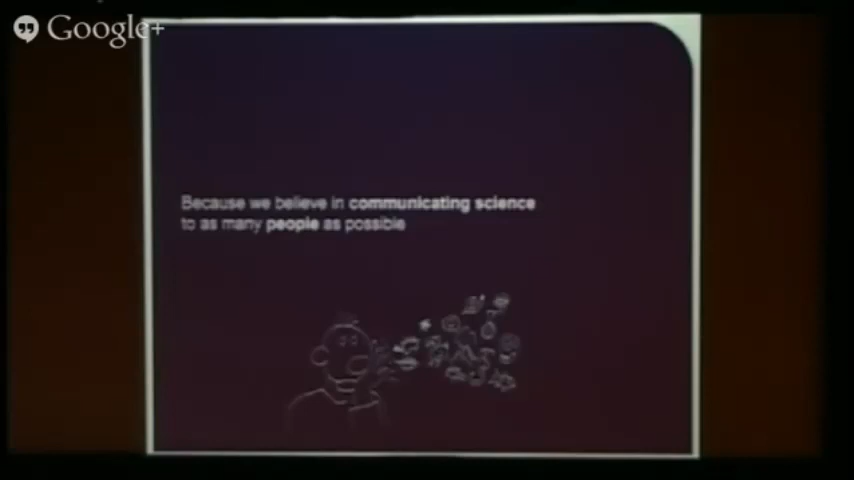 Google+
Because we believe in communicating science
to as many people as possible